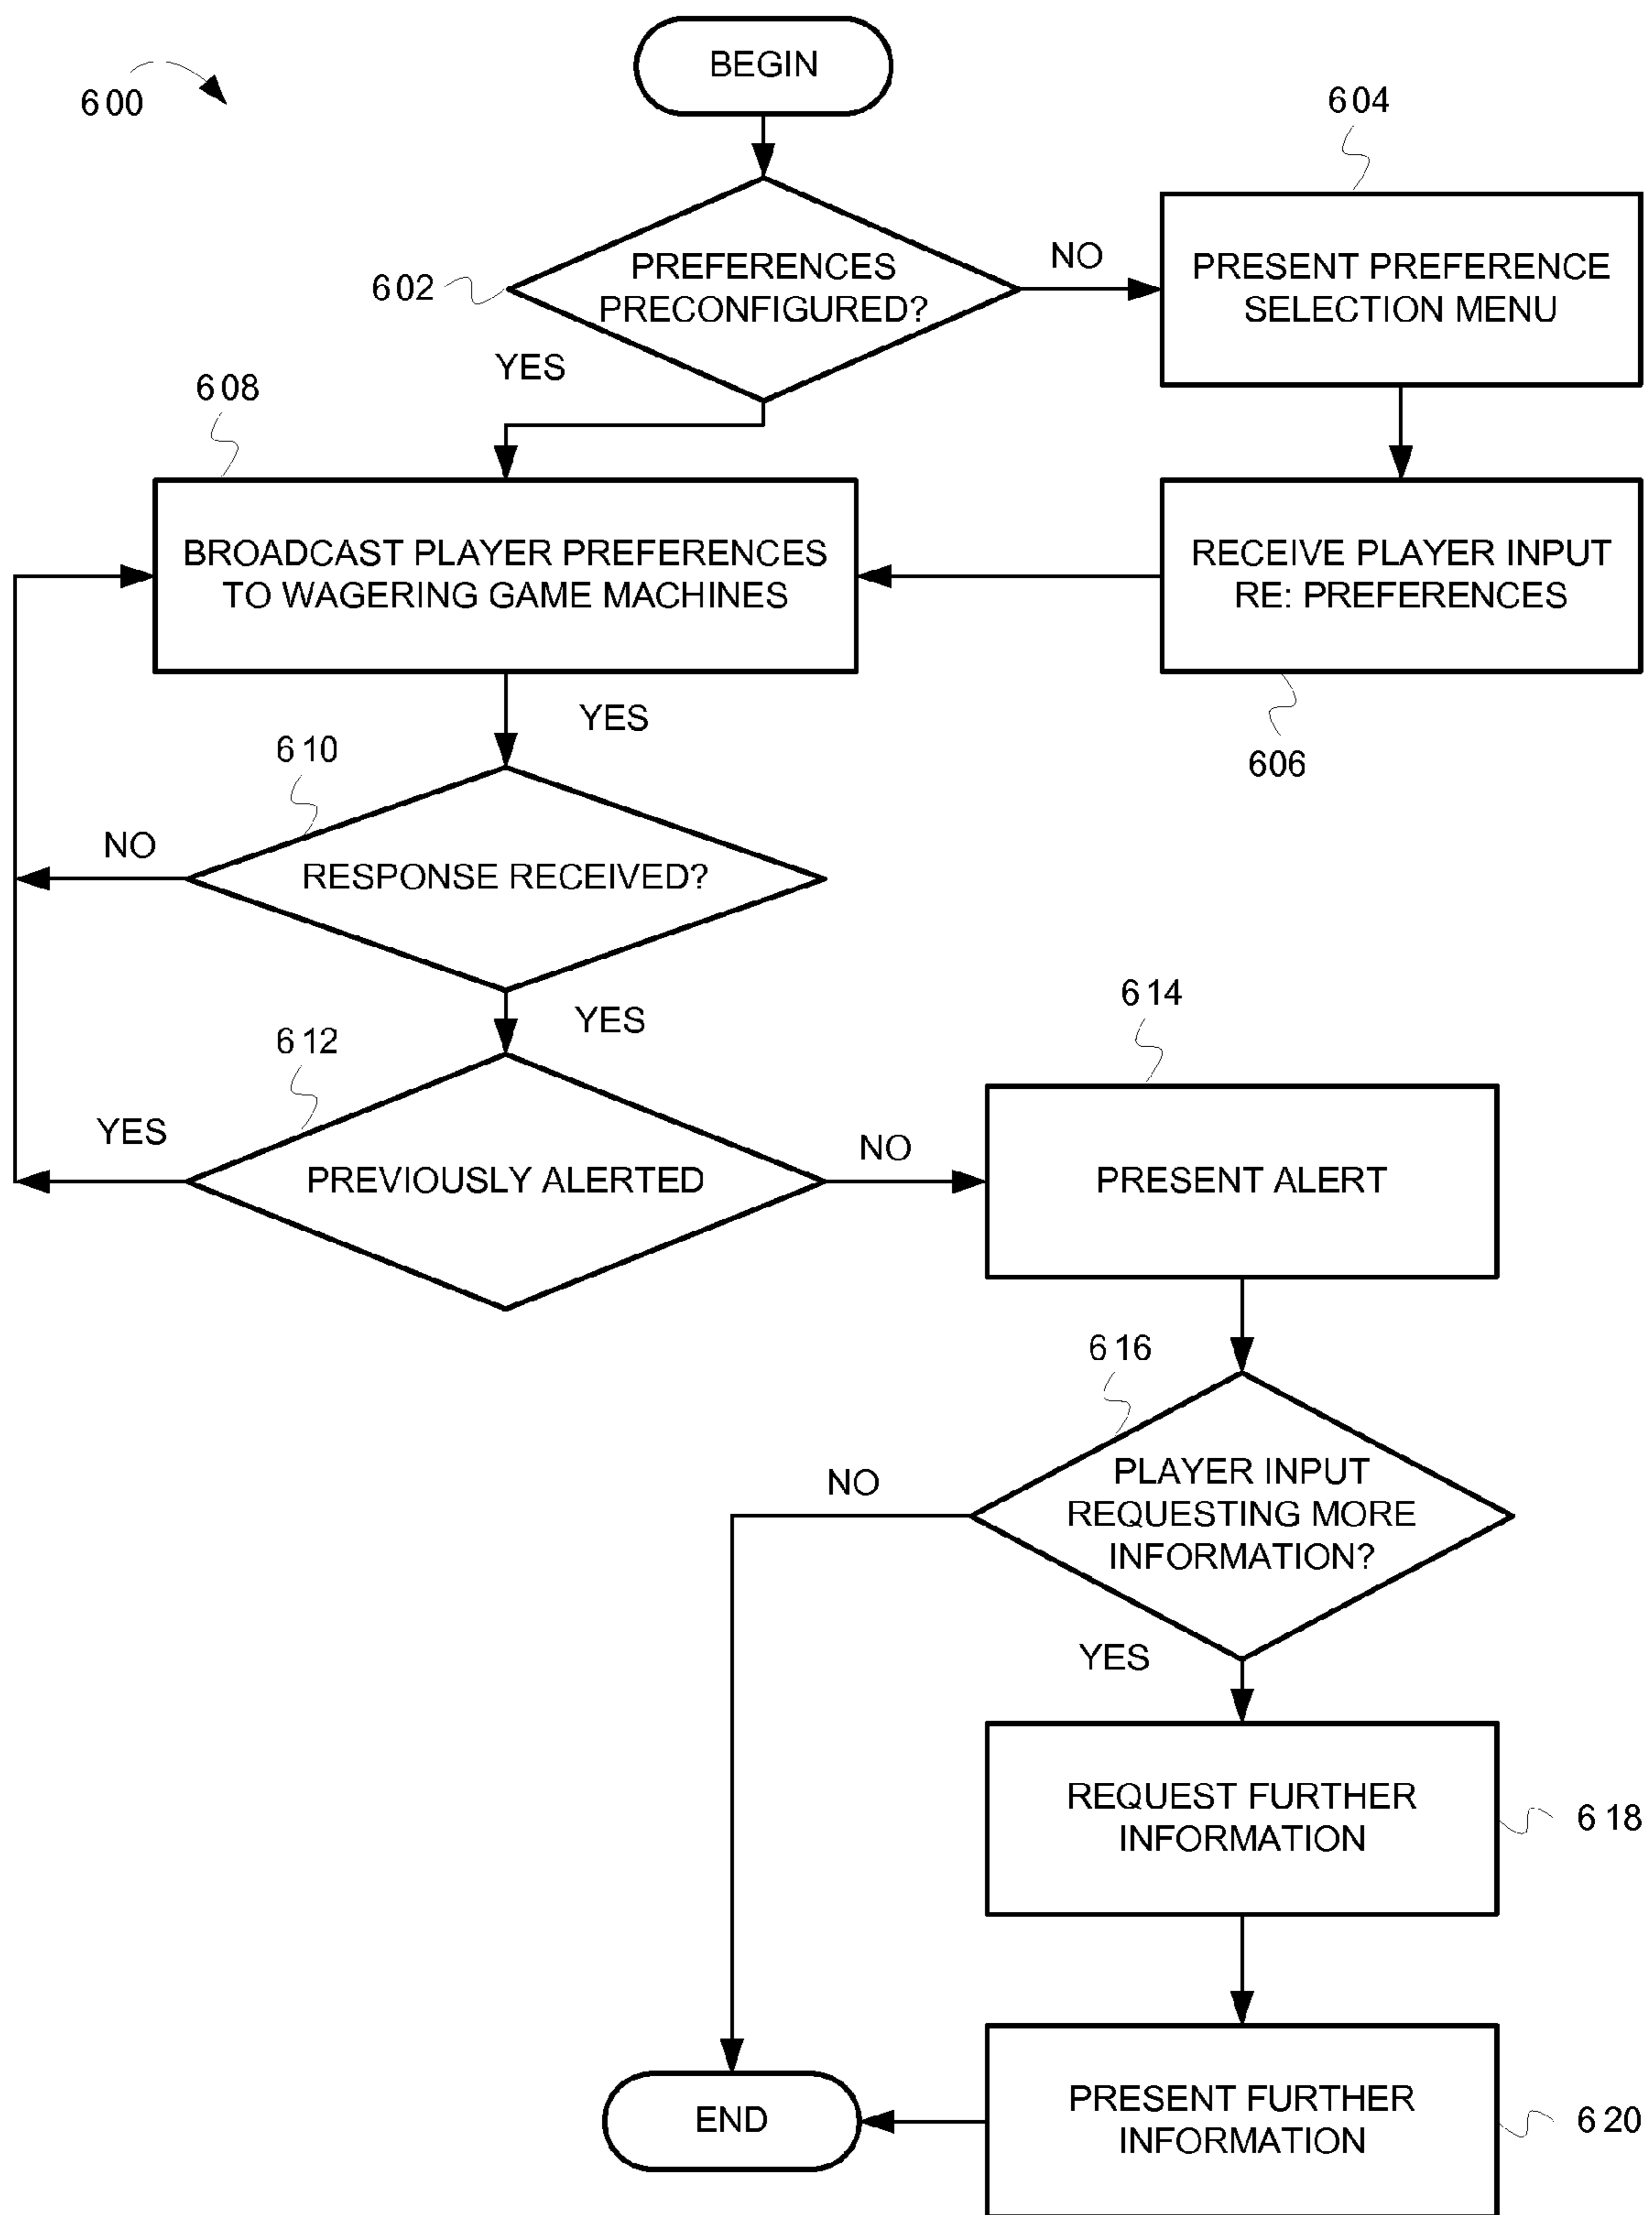 BEGIN
600
604
602
PREFERENCES
PRECONFIGURED?
NO
PRESENT PREFERENCE
SELECTION MENU
YES
608
BROADCAST PLAYER PREFERENCES
TO WAGERING GAME MACHINES
RECEIVE PLAYER INPUT
RE: PREFERENCES
606
YES
610
NO
RESPONSE RECEIVED?
YES
612
614
YES
PREVIOUSLY ALERTED
NO
PRESENT ALERT
616
NO
PLAYER INPUT
REQUESTING MORE
INFORMATION?
YES
REQUEST FURTHER
INFORMATION
618
END
PRESENT FURTHER
INFORMATION
620